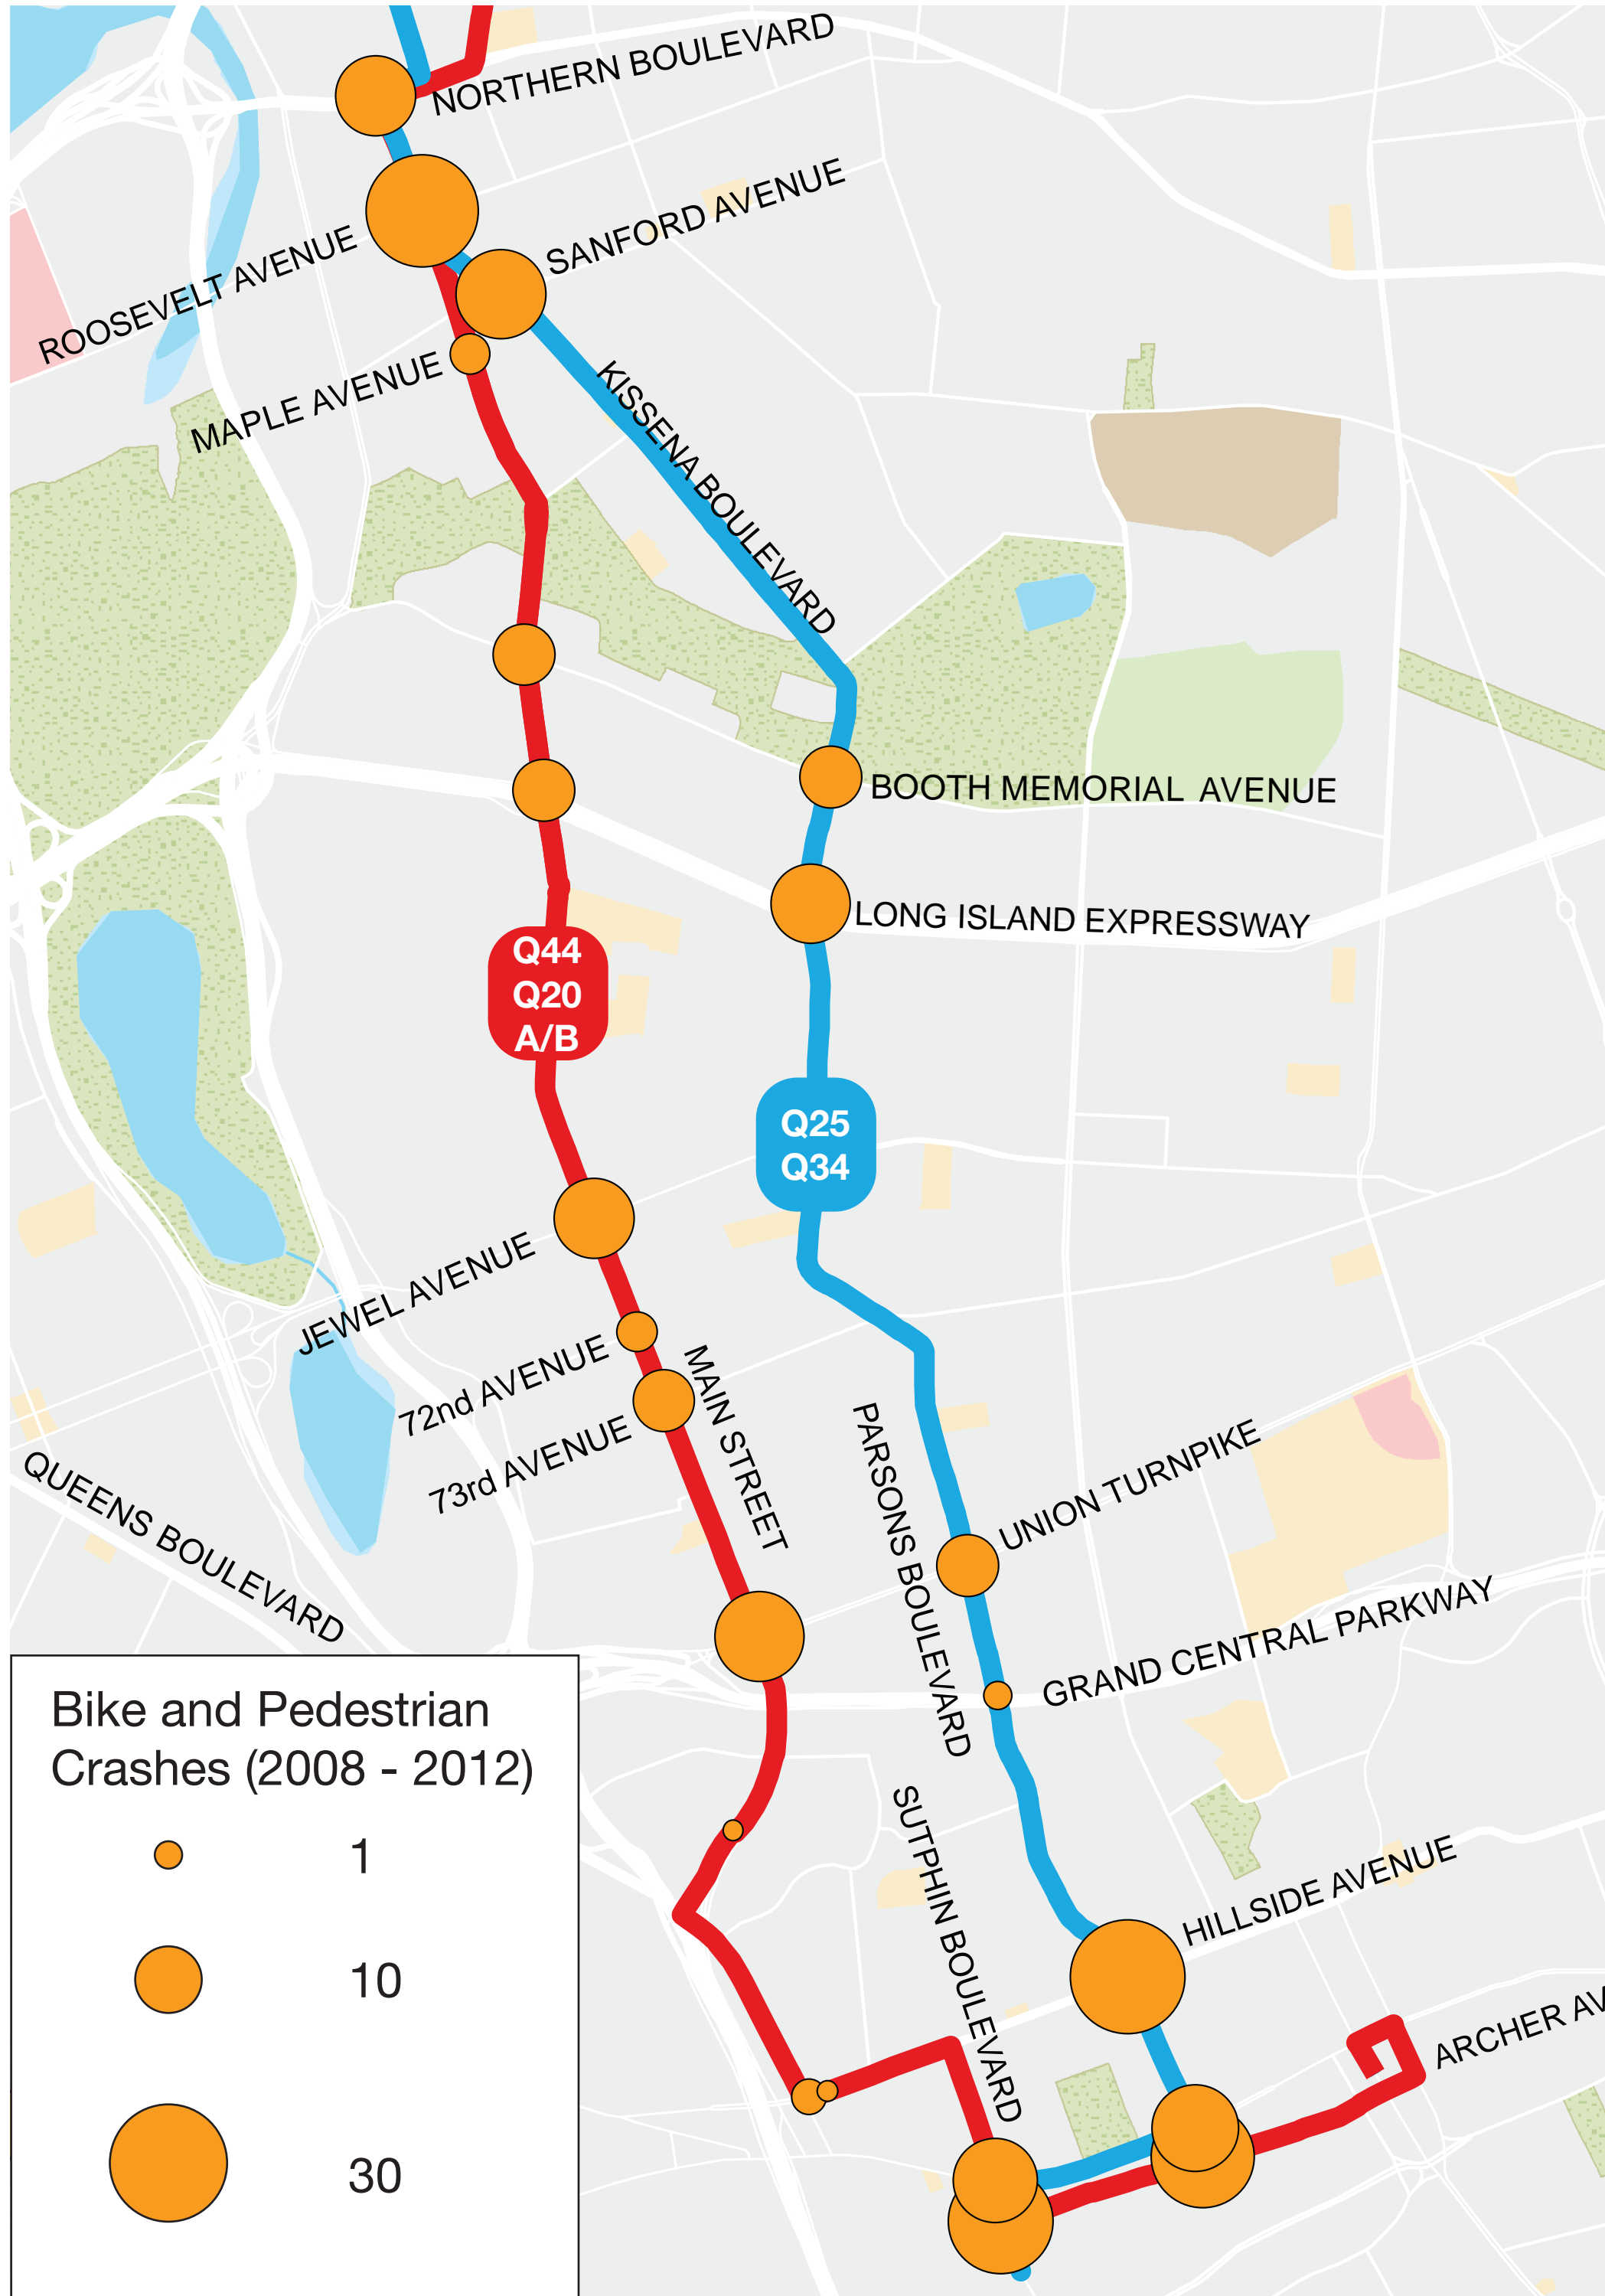 NORTHERN BOULEVARD
SANFORD AVENUE
ROOSEVELT AVENUE
MAPLE AVENUE
KISSENA BOULEVARD
BOOTH MEMORIAL AVENUE
LONG ISLAND EXPRESSWAY
Q44
Q20
A/B
Q25
Q34
JEWEL AVENUE
72nd AVENUE
MAIN STREET
73rd AVENUE
PARSONS BOULEVARD
UNION TURNPIKE
QUEENS BOULEVARD
GRAND CENTRAL PARKWAY
SUTPHIN BOULEVARD
HILLSIDE AVENUE
ARCHER AV
Bike and Pedestrian
Crashes (2008 - 2012)
1
10
30